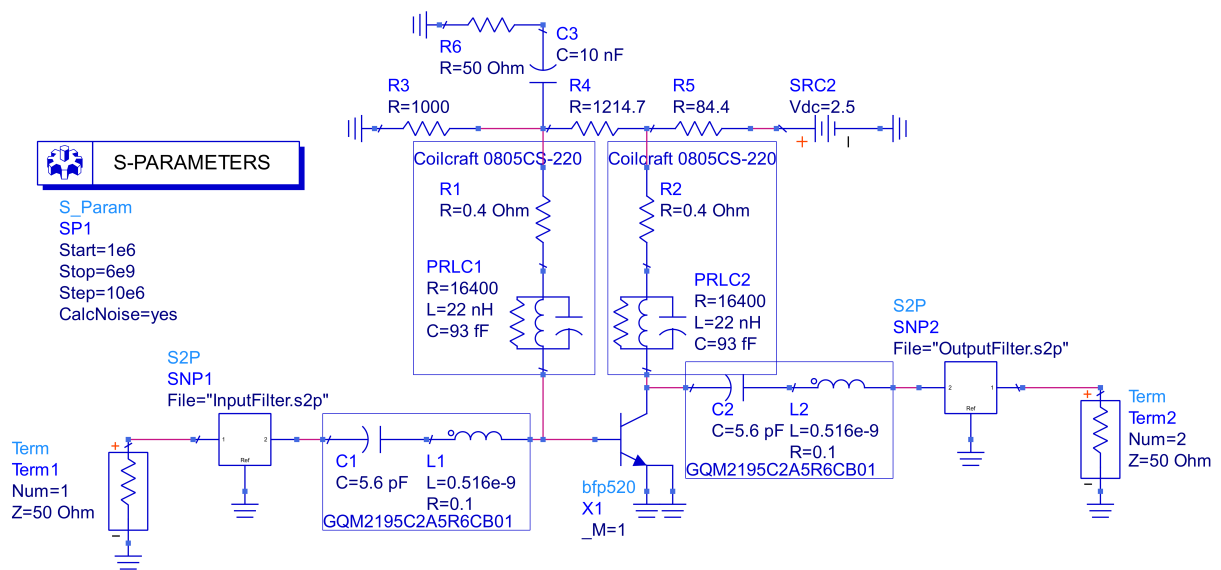 R6
R=50 Ohm
C3
C=10 nF
R3
R=1000
R4
R=1214.7
R5
R=84.4
SRC2
Vdc=2.5
+
-
S-PARAMETERS
S_Param
SP1
Start=1e6
Stop=6e9
Step=10e6
CalcNoise=yes
Coilcraft 0805CS-220
R1
R=0.4 Ohm
PRLC1
R=16400
L=22 nH
C=93 fF
Coilcraft 0805CS-220
R2
R=0.4 Ohm
PRLC2
R=16400
L=22 nH
C=93 fF
S2P
SNP1
File="InputFilter.s2p"
1
2
Ref
Term
Term1
Num=1
Z=50 Ohm
+
-
C1
C=5.6 pF
L1
L=0.516e-9
R=0.1
GQM2195C2A5R6CB01
bfp520
X1
_M=1
C2
C=5.6 pF
L2
L=0.516e-9
R=0.1
GQM2195C2A5R6CB01
S2P
SNP2
File="OutputFilter.s2p"
2
1
Ref
+
-
Term
Term2
Num=2
Z=50 Ohm